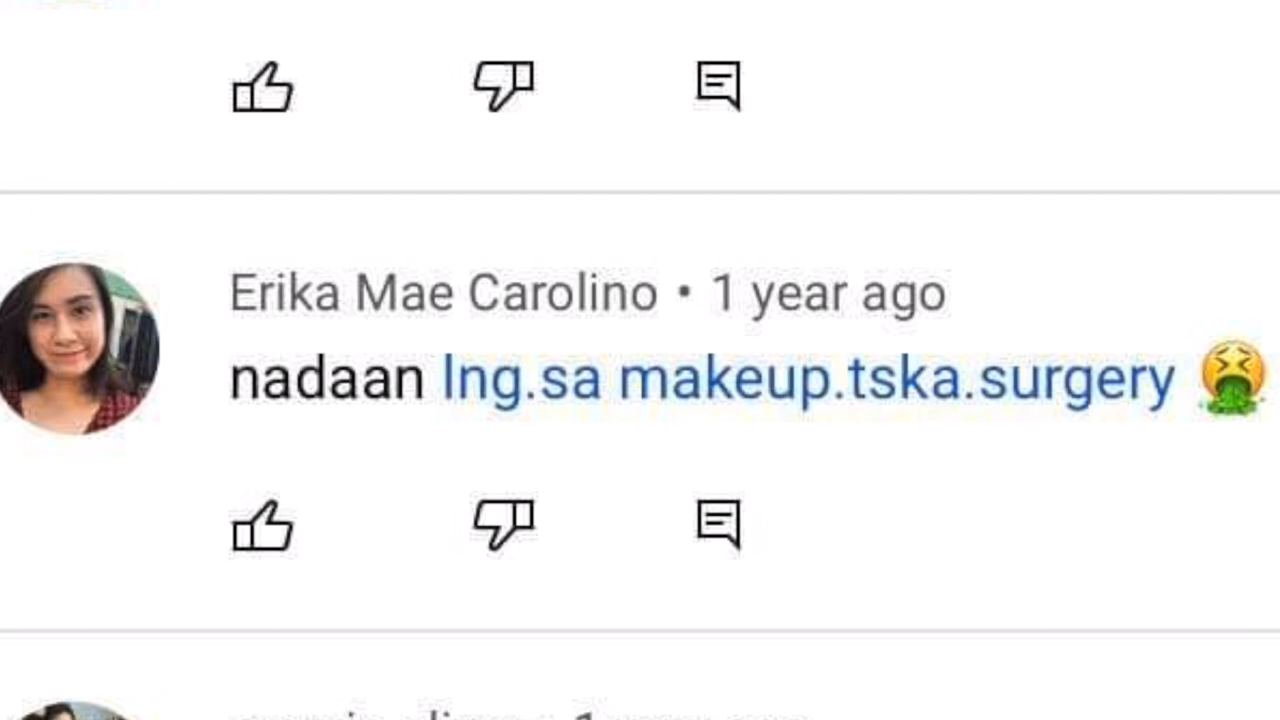 Erika Mae Carolino • 1 year ago
nadaan lng.sa makeup.tska.surgery 🤮